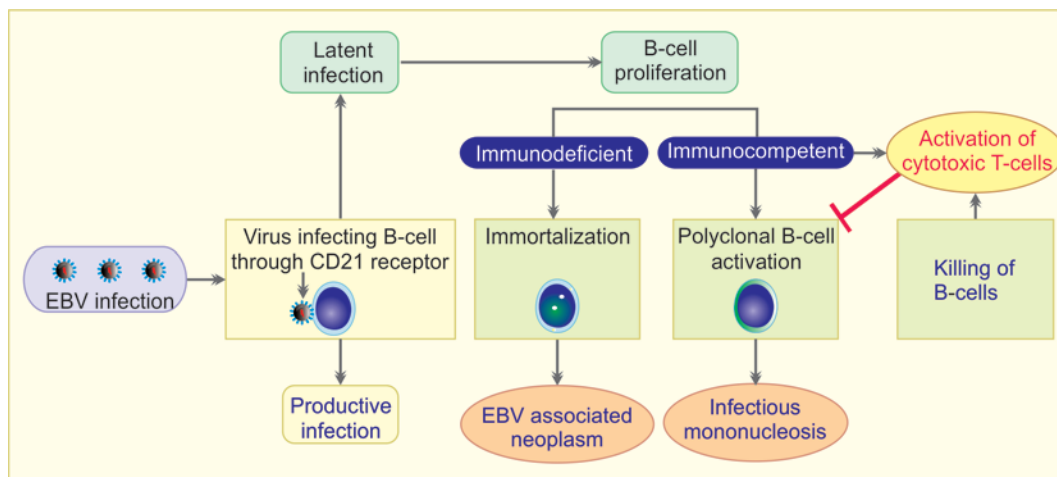 Latent
infection
B-cell
proliferation
Immunodeficient
Immunocompetent
Activation of
cytotoxic T-cells
EBV infection
Virus infecting B-cell
through CD21 receptor
Immortalization
Polyclonal B-cell
activation
Killing of
B-cells
Productive
infection
EBV associated
neoplasm
Infectious
mononucleosis